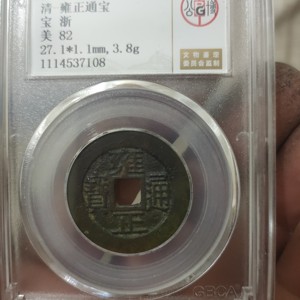 清 雍正通宝
宝 浙
美 82
27.1*1.1mm, 3.8g
1114537108
雍正通寶